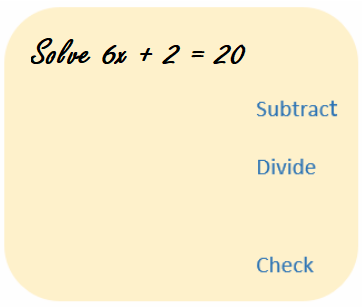 Solve 6x + 2 = 20
Subtract
Divide
Check